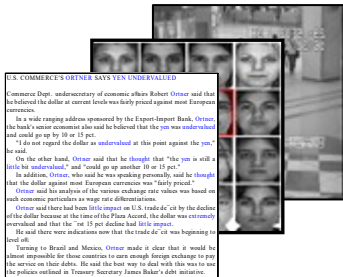 U.S. COMMERCE'S ORTNER SAYS YEN UNDERVALUED
Commerce Dept. undersecretary of economic affairs Robert Ortner said that
he believed the dollar at current levels was fairly priced against most European
currencies.
In a wide ranging address sponsored by the Export-Import Bank, Ortner,
the bank's senior economist also said he believed that the yen was undervalued
and could go up by 10 or 15 pct.
"I do not regard the dollar as undervalued at this point against the yen,"
he said.
On the other hand, Ortner said that he thought that "the yen is still a
little bit undervalued," and "could go up another 10 or 15 pct."
In addition, Ortner, who said he was speaking personally, said he thought
that the dollar against most European currencies was "fairly priced."
Ortner said his analysis of the various exchange rate values was based on
such economic particulars as wage rate differentiations.
Ortner said there had been little impact on U.S. trade de¯cit by the decline
of the dollar because at the time of the Plaza Accord, the dollar was extremely
overvalued and that the ¯rst 15 pct decline had little impact.
He said there were indications now that the trade de¯cit was beginning to
level off.
Turning to Brazil and Mexico, Ortner made it clear that it would be
almost impossible for those countries to earn enough foreign exchange to pay
the service on their debts. He said the best way to deal with this was to use
the policies outlined in Treasury Secretary James Baker's debt initiative.